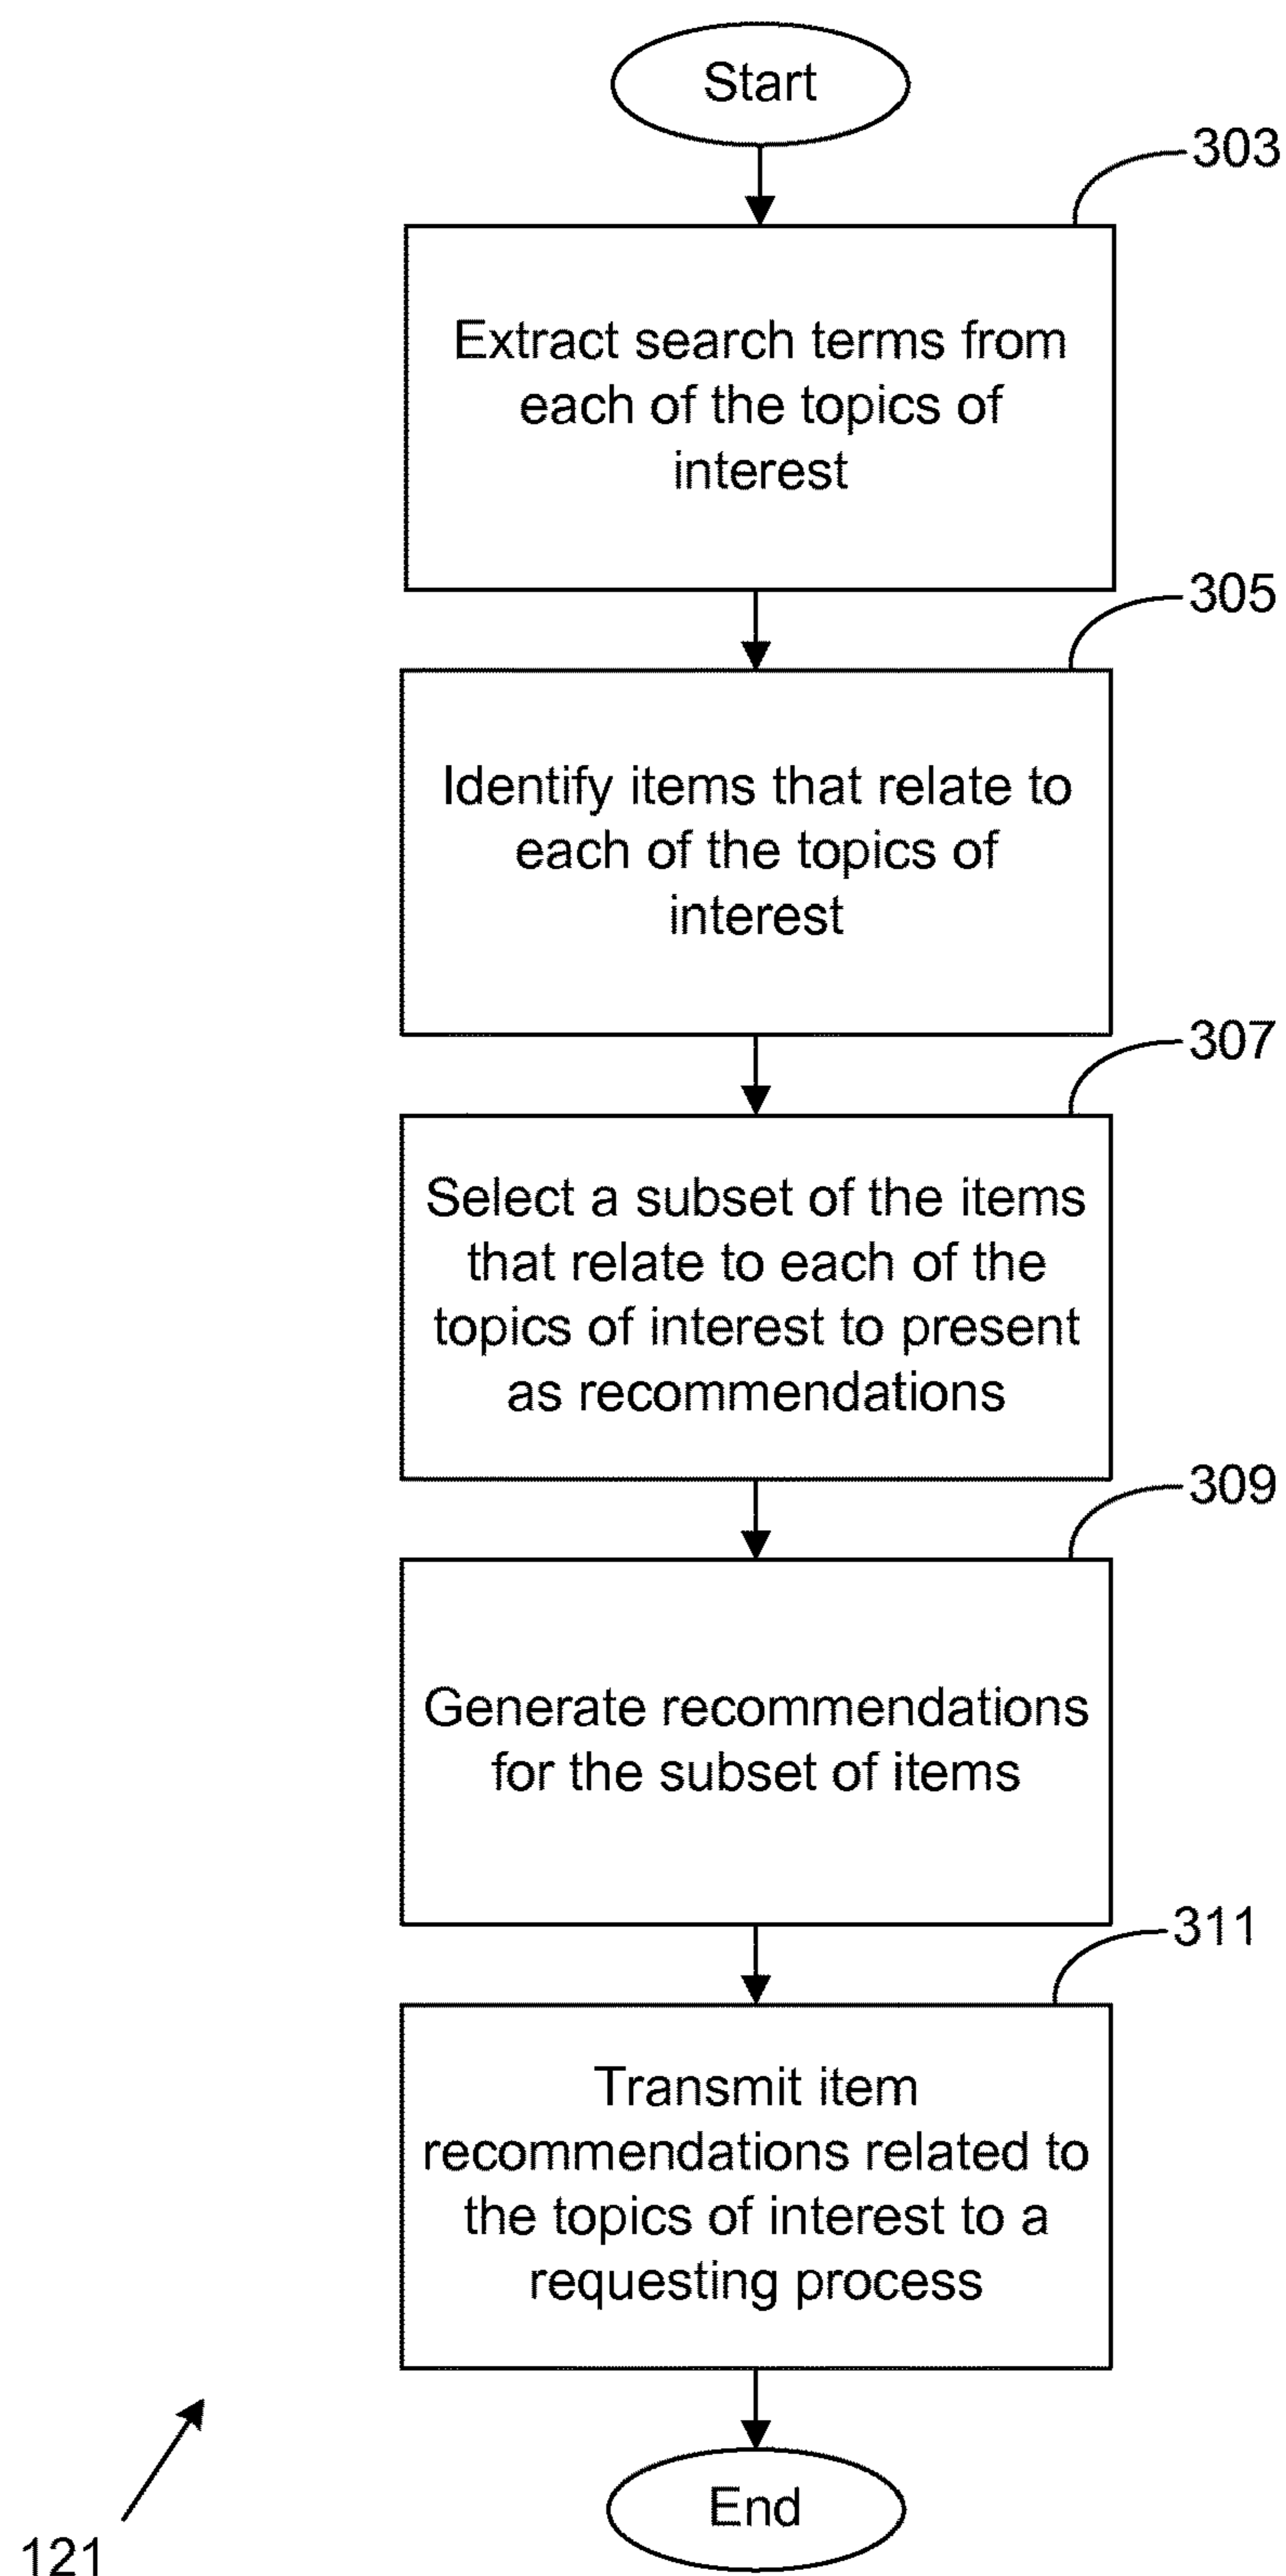 Start
303
Extract search terms from
each of the topics of
interest
305
Identify items that relate to
each of the topics of
interest
307
Select a subset of the items
that relate to each of the
topics of interest to present
as recommendations
309
Generate recommendations
for the subset of items
311
Transmit item
recommendations related to
the topics of interest to a
requesting process
End
121